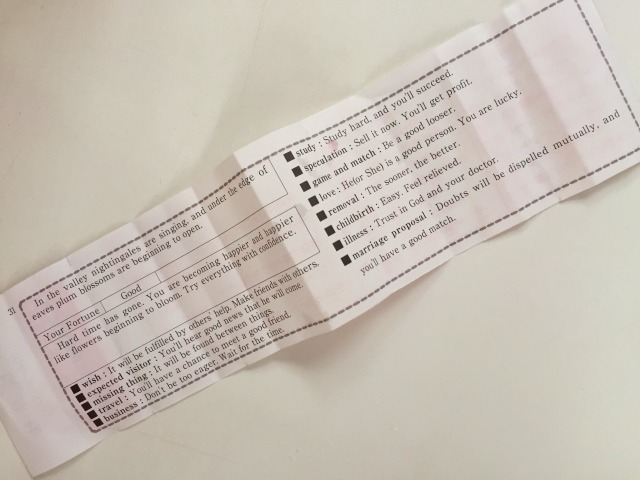 31
In the valley nightingales are singing, and under the edge of
eaves plum blossoms are beginning to open.
Your Fortune Good
Hard time has gone. You are becoming happier and happier
like flowers beginning to bloom. Try everything with confidence.
■ wish : It will be fulfilled by others' help. Make friends with others.
■ expected visitor : You'll hear good news that he will come.
■ missing thing : It will be found between things.
■ travel : You'll have a chance to meet a good friend.
■ business : Don't be too eager. Wait for the time.
■ study : Study hard, and you'll succeed.
■ speculation : Sell it now. You'll get profit.
■ game and match : Be a good looser.
■ love : He(or She) is a good person. You are lucky.
■ removal : The sooner, the better.
■ childbirth : Easy. Feel relieved.
■ illness : Trust in God and your doctor.
■ marriage proposal : Doubts will be dispelled mutually, and
you'll have a good match.